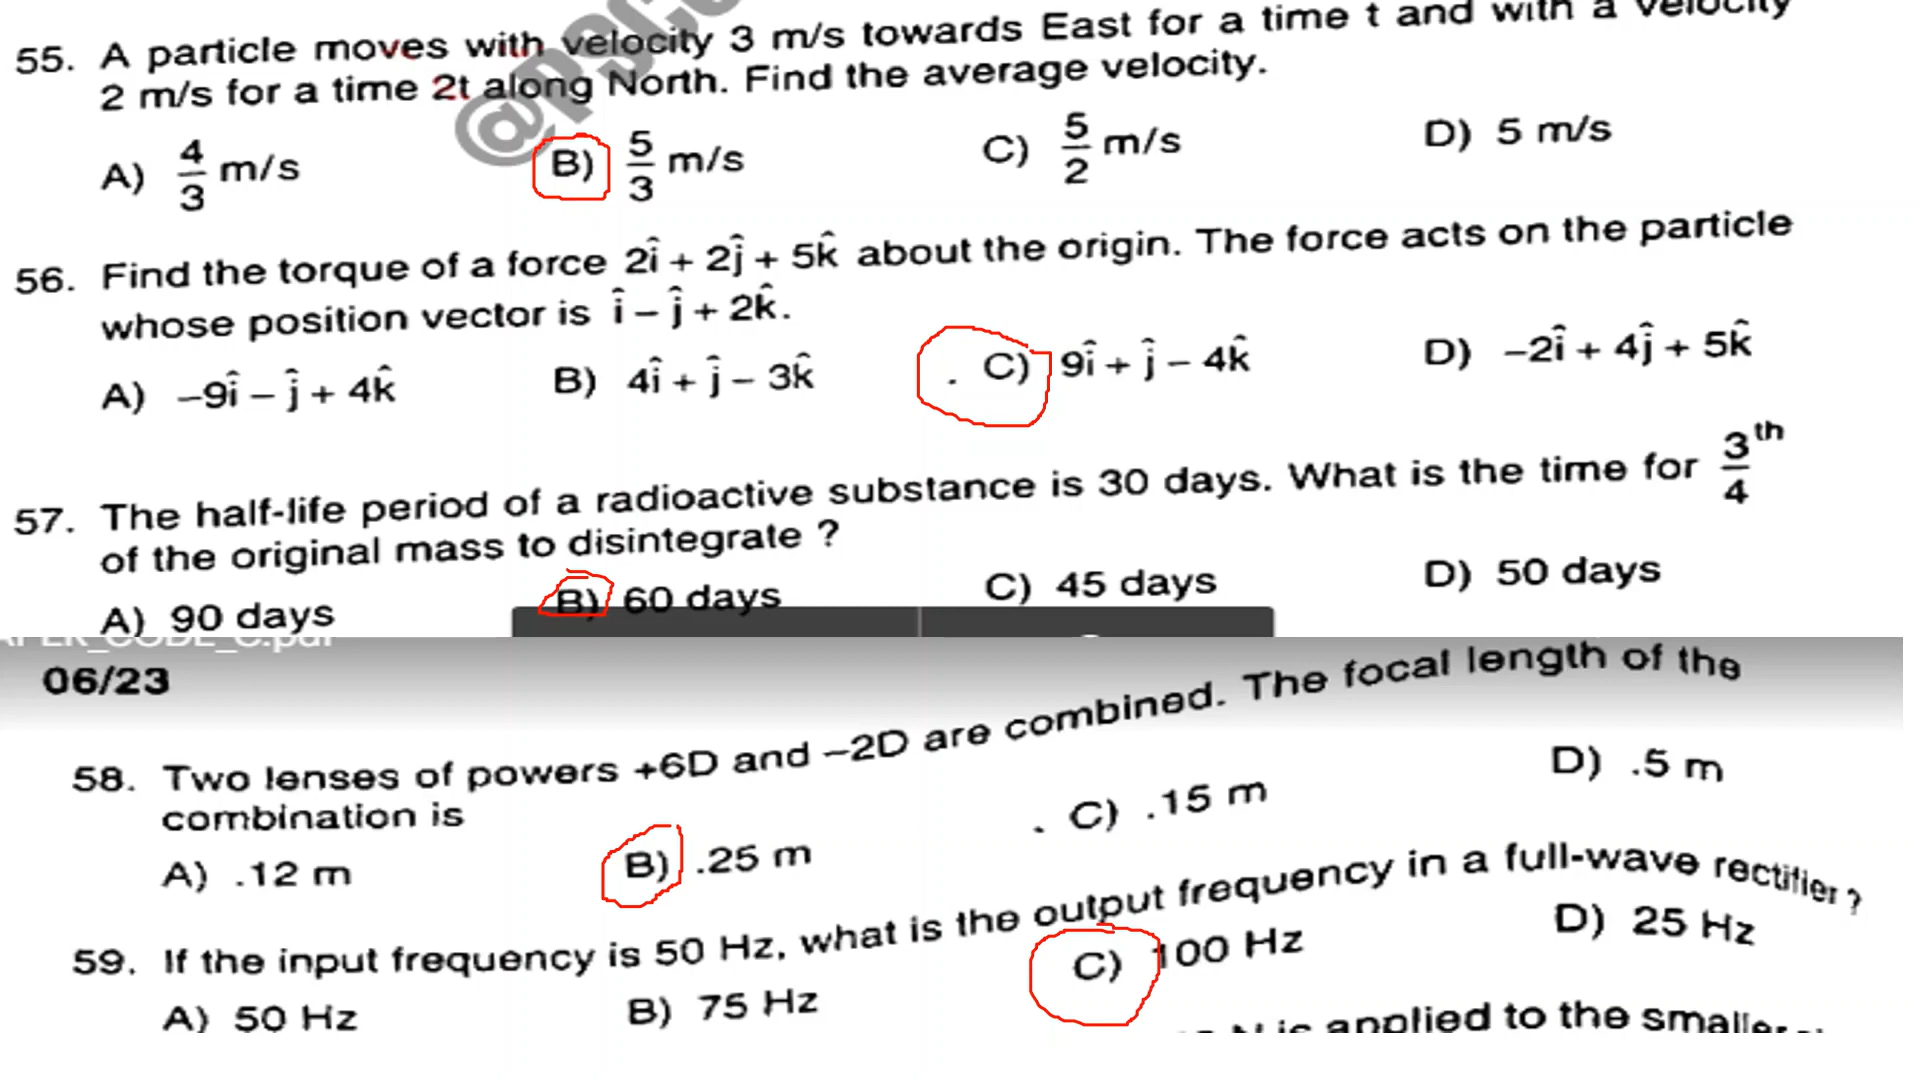 55. A particle moves with velocity 3 m/s towards East for a time t and with a velocity
2 m/s for a time 2t along North. Find the average velocity.
A) 4/3 m/s B) 5/3 m/s C) 5/2 m/s D) 5 m/s
56. Find the torque of a force 2î + 2ĵ + 5k̂ about the origin. The force acts on the particle
whose position vector is î – ĵ + 2k̂.
A) –9î – ĵ + 4k̂ B) 4î + ĵ – 3k̂ C) 9î + ĵ – 4k̂ D) –2î + 4ĵ + 5k̂
57. The half-life period of a radioactive substance is 30 days. What is the time for 3/4 th
of the original mass to disintegrate ?
A) 90 days B) 60 days C) 45 days D) 50 days
06/23
58. Two lenses of powers +6D and –2D are combined. The focal length of the
combination is
A) .12 m B) .25 m C) .15 m D) .5 m
59. If the input frequency is 50 Hz, what is the output frequency in a full-wave rectifier ?
A) 50 Hz B) 75 Hz C) 100 Hz D) 25 Hz
is applied to the smaller